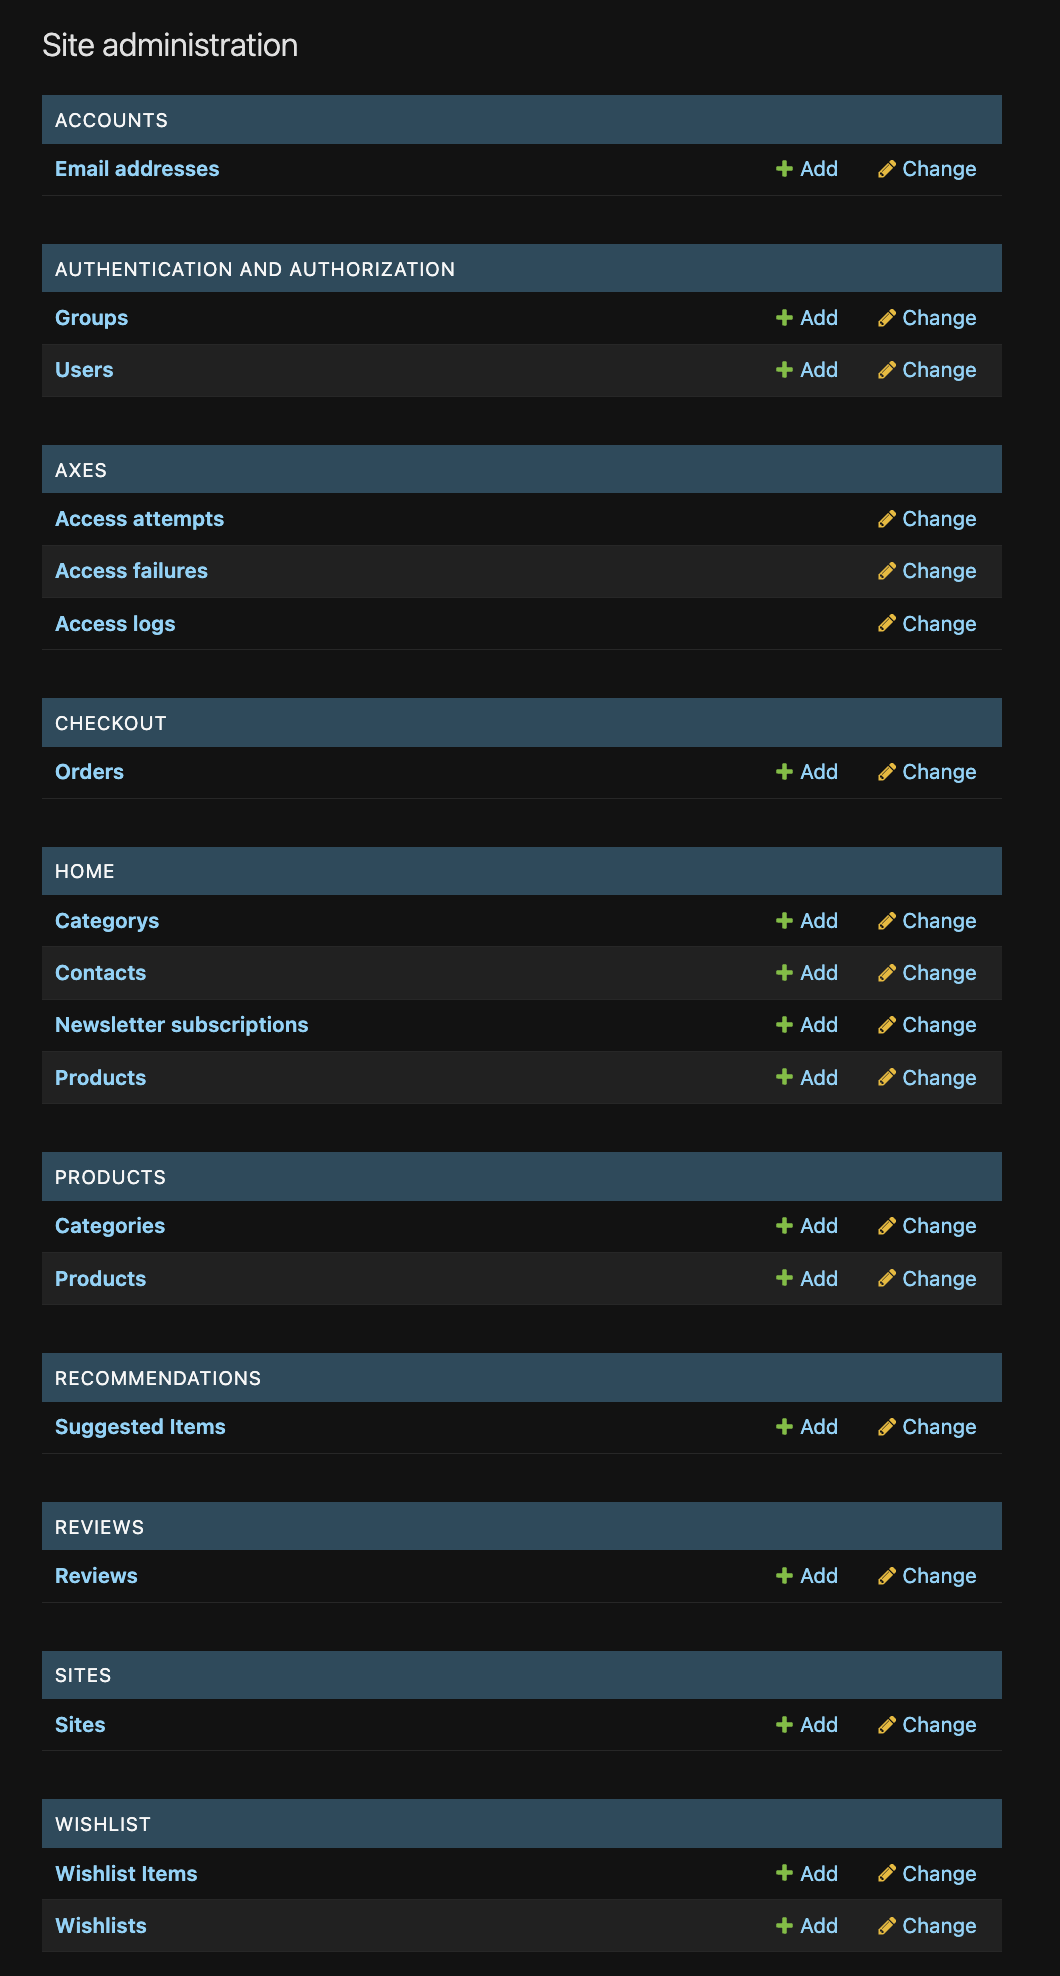 Site administration
ACCOUNTS
Email addresses Add Change
AUTHENTICATION AND AUTHORIZATION
Groups Add Change
Users Add Change
AXES
Access attempts Change
Access failures Change
Access logs Change
CHECKOUT
Orders Add Change
HOME
Categorys Add Change
Contacts Add Change
Newsletter subscriptions Add Change
Products Add Change
PRODUCTS
Categories Add Change
Products Add Change
RECOMMENDATIONS
Suggested Items Add Change
REVIEWS
Reviews Add Change
SITES
Sites Add Change
WISHLIST
Wishlist Items Add Change
Wishlists Add Change